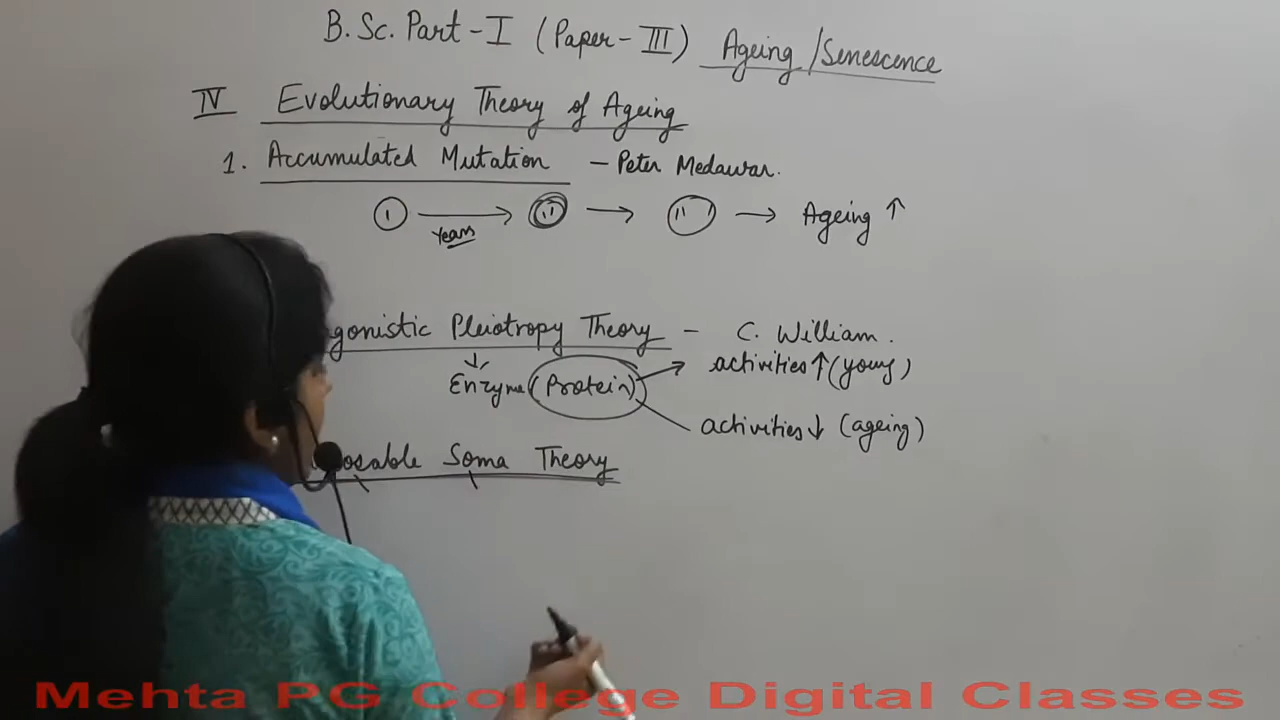 B.Sc. Part-I (Paper-III) Ageing/Senescence
IV Evolutionary Theory of Ageing
1. Accumulated Mutation - Peter Medawar.
Years
Ageing ↑
gonistic Pleiotropy Theory - C. William.
Enzyme (Protein) activities ↑ (young)
activities ↓ (ageing)
osable Soma Theory
Mehta PG College Digital Classes